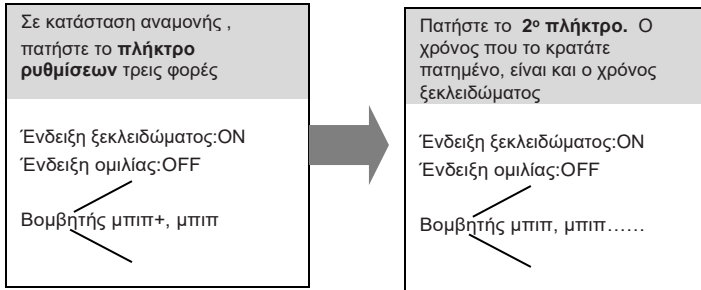 Σε κατάσταση αναμονής ,
πατήστε το πλήκτρο
ρυθμίσεων τρεις φορές
Ένδειξη ξεκλειδώματος:ON
Ένδειξη ομιλίας:OFF
Βομβητής μπιπ+, μπιπ
Πατήστε το 2ο πλήκτρο. Ο
χρόνος που το κρατάτε
πατημένο, είναι και ο χρόνος
ξεκλειδώματος
Ένδειξη ξεκλειδώματος:ON
Ένδειξη ομιλίας:OFF
Βομβητής μπιπ, μπιπ……